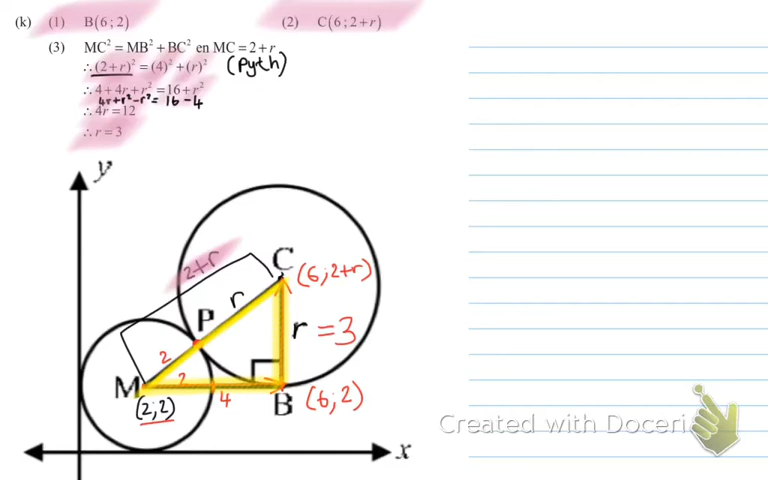 (k) (1) B(6 ; 2) (2) C(6 ; 2 + r)
(3) MC² = MB² + BC² en MC = 2 + r
∴ (2 + r)² = (4)² + (r)² (Pyth)
∴ 4 + 4r + r² = 16 + r²
4r + r² − r² = 16 − 4
∴ 4r = 12
∴ r = 3
y
2+r
C (6 ; 2+r)
r
P
r = 3
2
2
M
(2 ; 2)
4
B (6 ; 2)
x
Created with Doceri